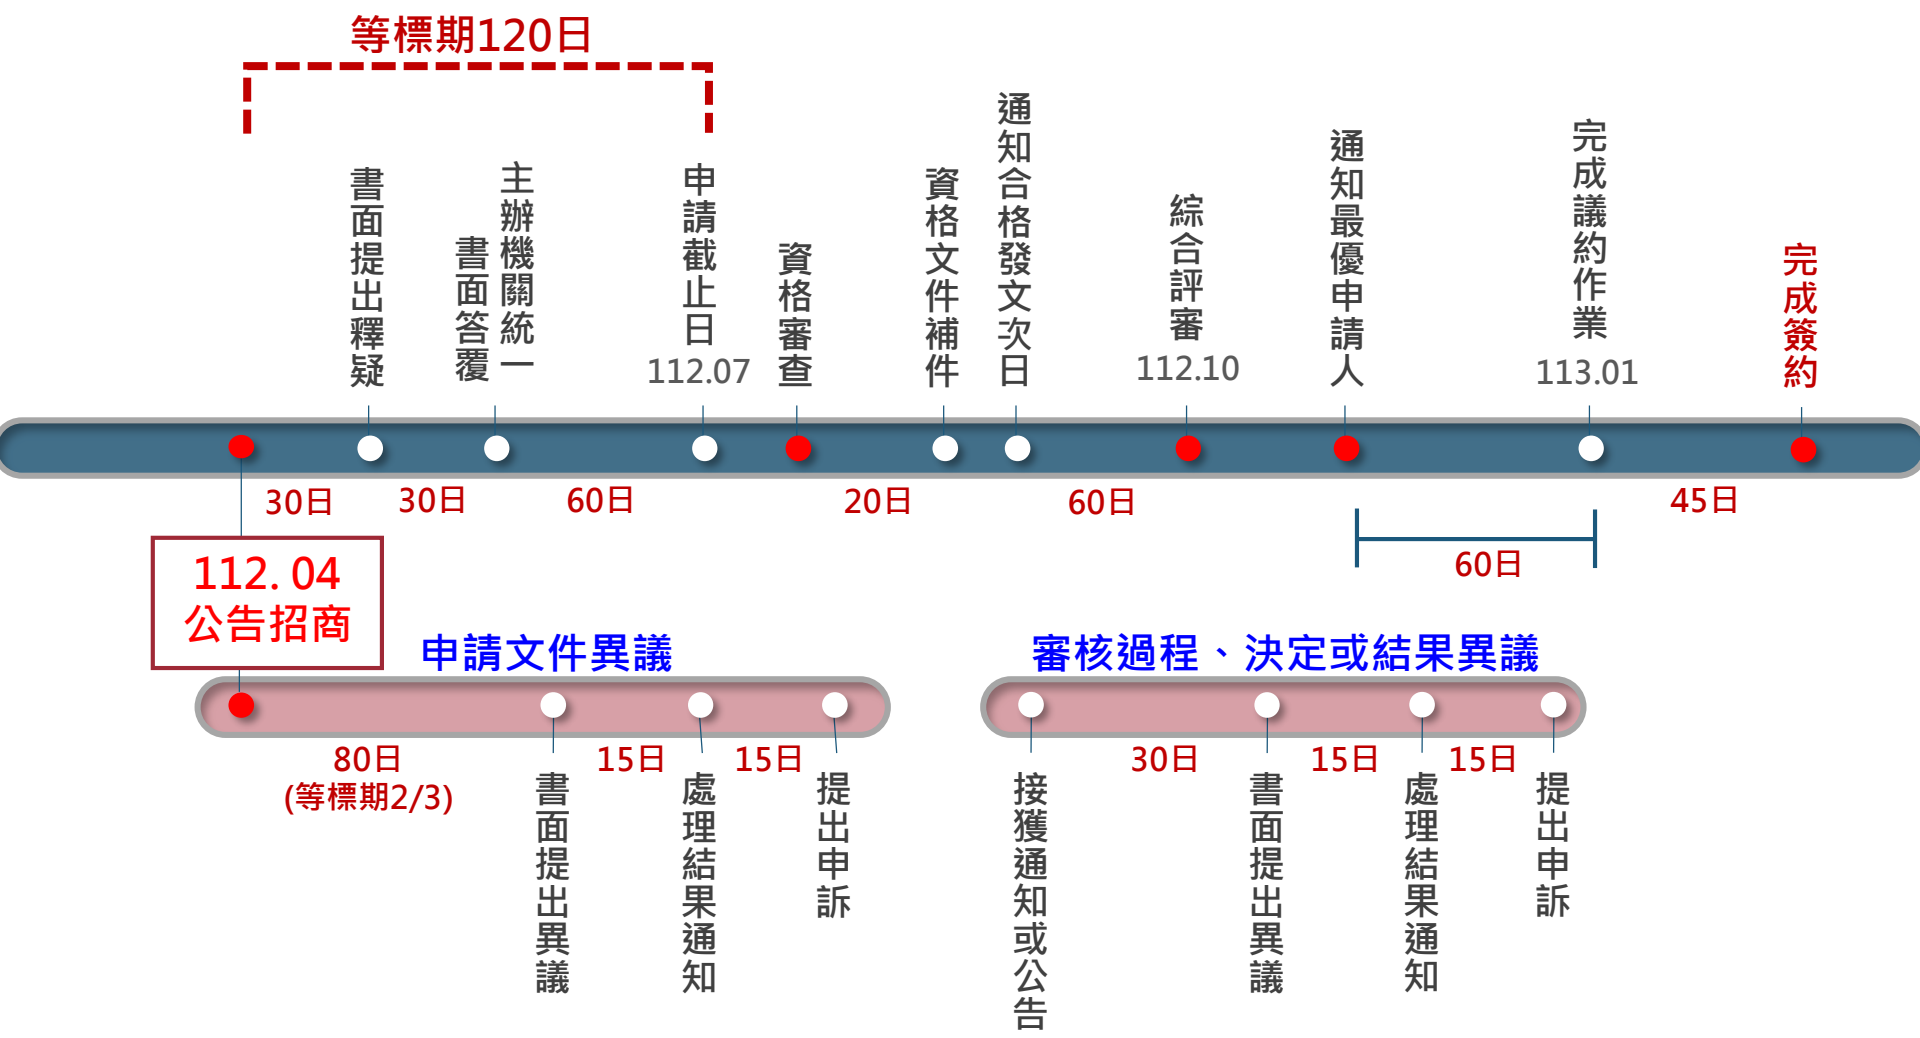 等標期120日
書面提出釋疑
主辦機關統一
書面答覆
申請截止日
112.07
資格審查
資格文件補件
通知合格發文次日
綜合評審
112.10
通知最優申請人
完成議約作業
113.01
完成簽約
30日
30日
60日
20日
60日
45日
60日
112. 04
公告招商
申請文件異議
80日
(等標期2/3)
15日
15日
書面提出異議
處理結果通知
提出申訴
審核過程、決定或結果異議
30日
15日
15日
接獲通知或公告
書面提出異議
處理結果通知
提出申訴